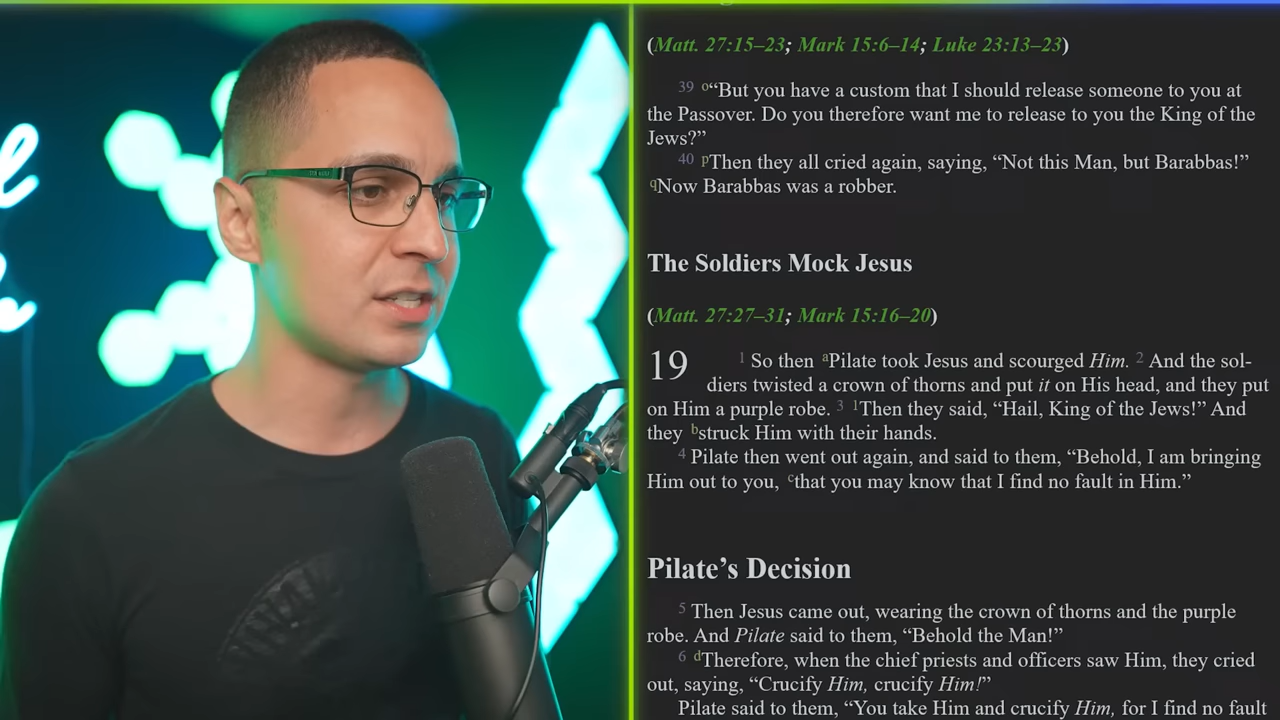 (Matt. 27:15–23; Mark 15:6–14; Luke 23:13–23)
39 o“But you have a custom that I should release someone to you at
the Passover. Do you therefore want me to release to you the King of the
Jews?”
40 pThen they all cried again, saying, “Not this Man, but Barabbas!”
qNow Barabbas was a robber.
The Soldiers Mock Jesus
(Matt. 27:27–31; Mark 15:16–20)
19 1 So then aPilate took Jesus and scourged Him. 2 And the sol-
diers twisted a crown of thorns and put it on His head, and they put
on Him a purple robe. 3 1Then they said, “Hail, King of the Jews!” And
they bstruck Him with their hands.
4 Pilate then went out again, and said to them, “Behold, I am bringing
Him out to you, cthat you may know that I find no fault in Him.”
Pilate’s Decision
5 Then Jesus came out, wearing the crown of thorns and the purple
robe. And Pilate said to them, “Behold the Man!”
6 dTherefore, when the chief priests and officers saw Him, they cried
out, saying, “Crucify Him, crucify Him!”
Pilate said to them, “You take Him and crucify Him, for I find no fault